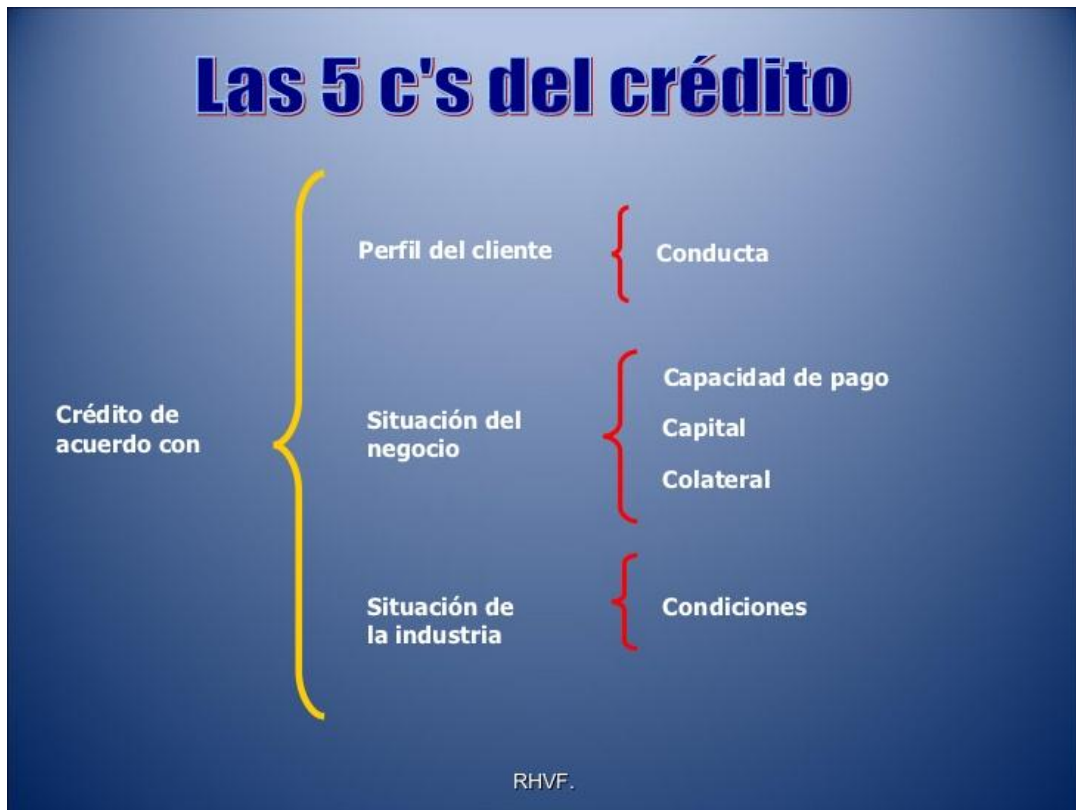 Las 5 c's del crédito
Perfil del cliente
Conducta
Crédito de
acuerdo con
Situación del
negocio
Capacidad de pago
Capital
Colateral
Situación de
la industria
Condiciones
RHVF.